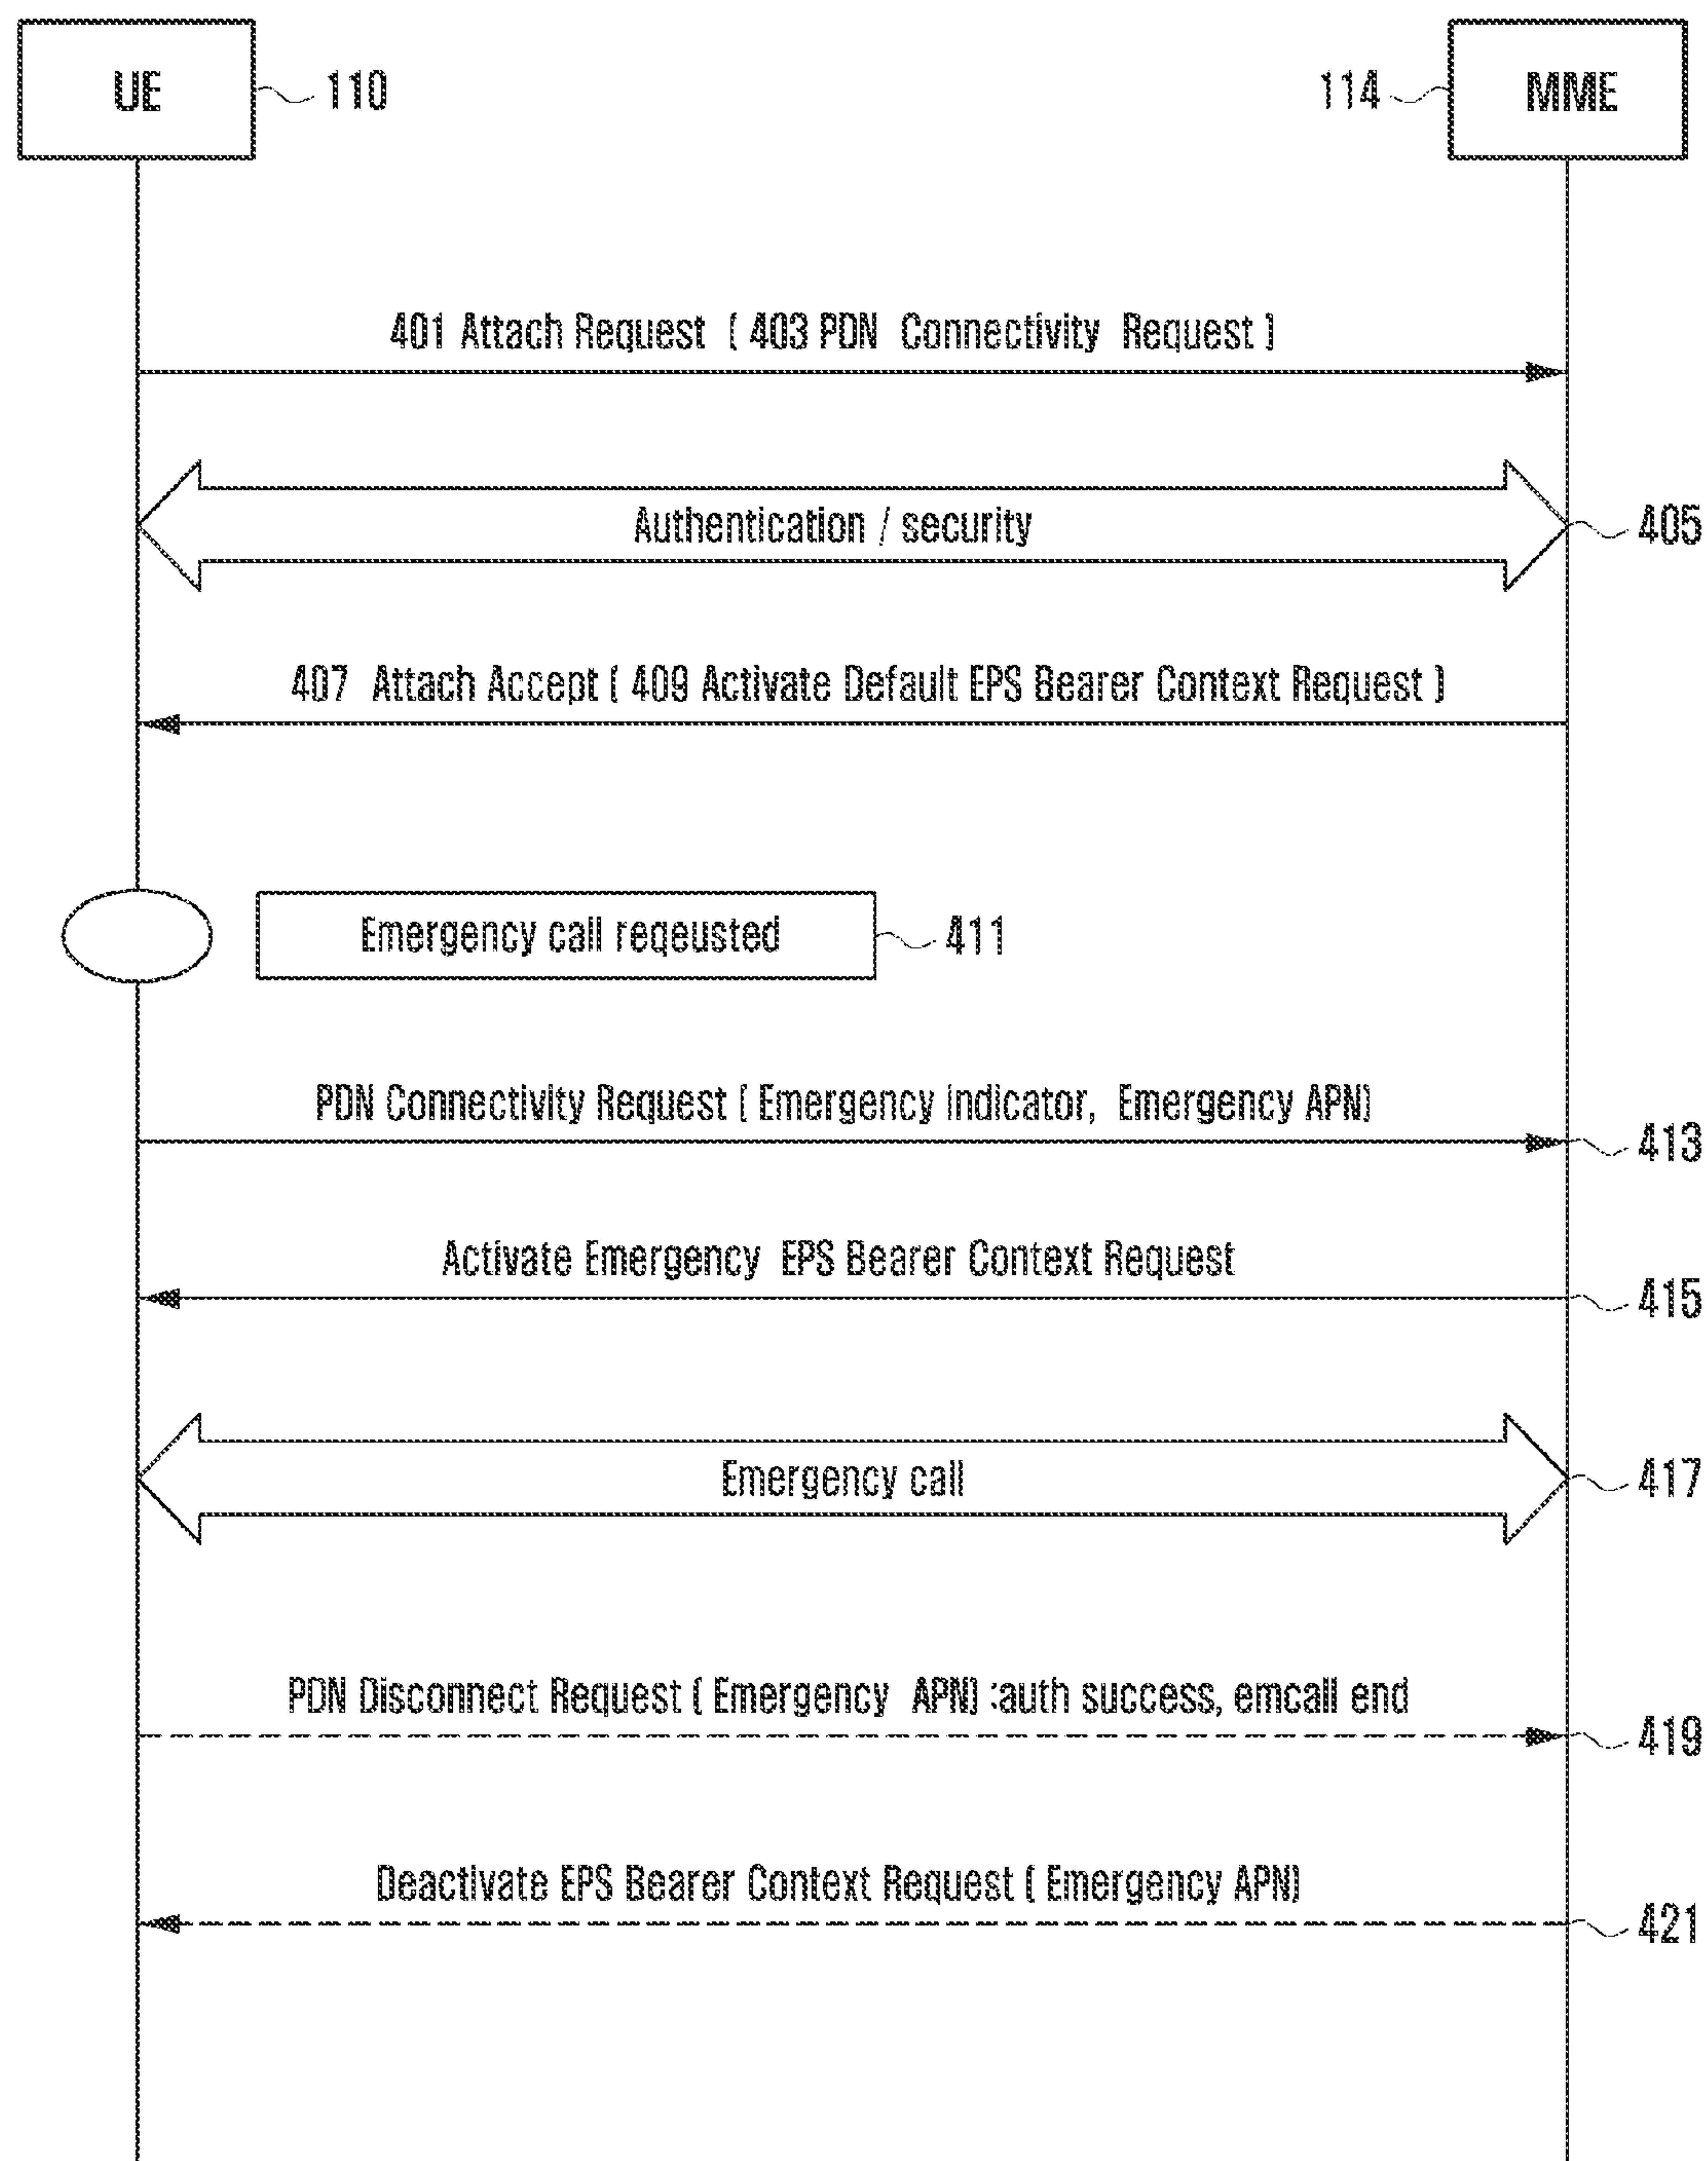 UE 110 114 MME
401 Attach Request ( 403 PDN Connectivity Request )
Authentication / security 405
407 Attach Accept ( 409 Activate Default EPS Bearer Context Request )
Emergency call reqeusted 411
PDN Connectivity Request ( Emergency indicator, Emergency APN)
413
Activate Emergency EPS Bearer Context Request
415
Emergency call 417
PDN Disconnect Request ( Emergency APN) :auth success, emcall end
419
Deactivate EPS Bearer Context Request ( Emergency APN)
421